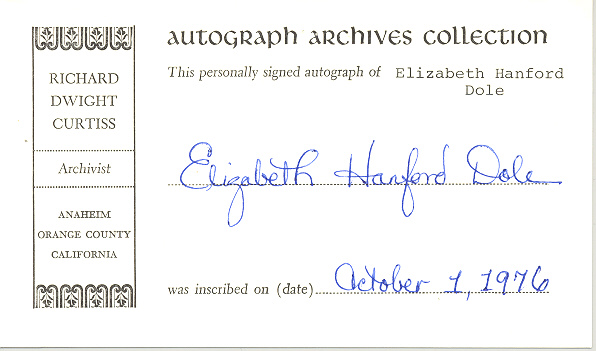 RICHARD
DWIGHT
CURTISS
Archivist
ANAHEIM
ORANGE COUNTY
CALIFORNIA
AUTOGRAPH ARCHIVES COLLECTION
This personally signed autograph of Elizabeth Hanford
Dole
Elizabeth Hanford Dole
was inscribed on (date) October 1, 1976